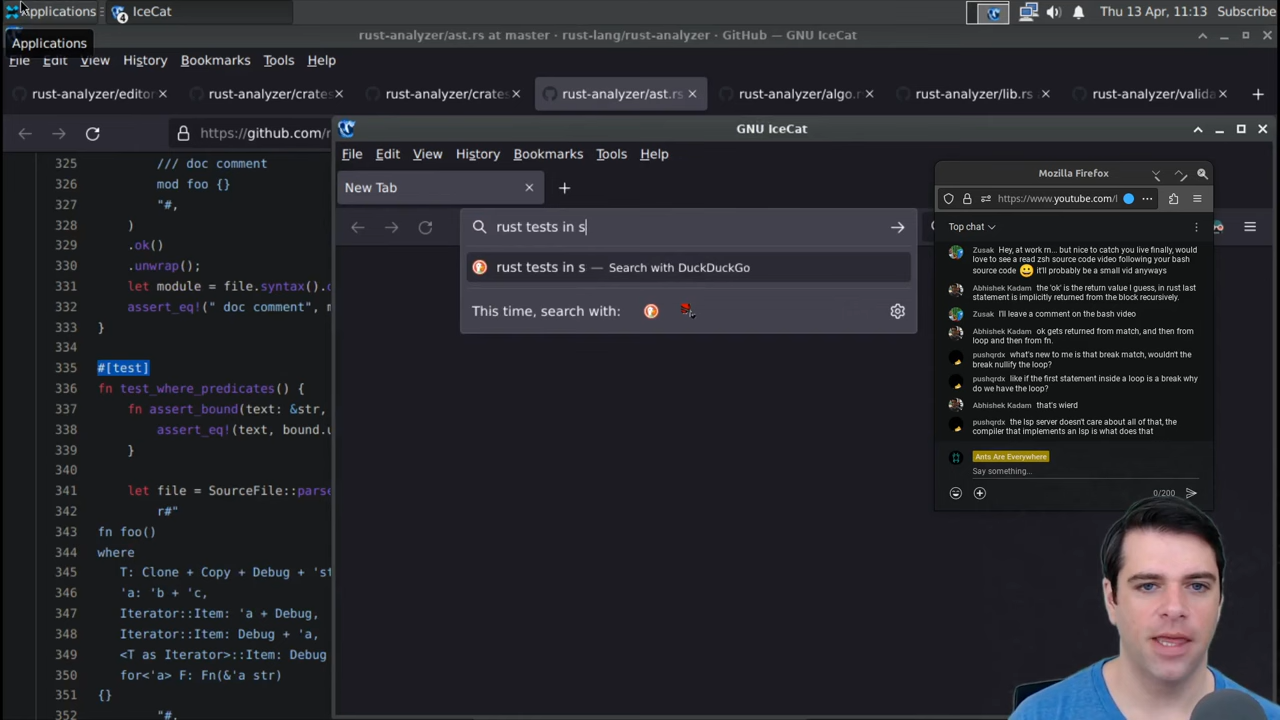 Applications
4
IceCat
Thu 13 Apr, 11:13
Subscribe
Applications
rust-analyzer/ast.rs at master · rust-lang/rust-analyzer · GitHub — GNU IceCat
File Edit View History Bookmarks Tools Help
rust-analyzer/editor
rust-analyzer/crates
rust-analyzer/crate
rust-analyzer/ast.rs
rust-analyzer/algo.r
rust-analyzer/lib.rs
rust-analyzer/valida
https://github.com/r
325 /// doc comment
326 mod foo {}
327 "#,
328 )
329 .ok()
330 .unwrap();
331 let module = file.syntax().d
332 assert_eq!(" doc comment", m
333 }
334
335 #[test]
336 fn test_where_predicates() {
337 fn assert_bound(text: &str,
338 assert_eq!(text, bound.u
339 }
340
341 let file = SourceFile::parse
342 r#"
343 fn foo()
344 where
345 T: Clone + Copy + Debug + 'st
346 'a: 'b + 'c,
347 Iterator::Item: 'a + Debug,
348 Iterator::Item: Debug + 'a,
349 <T as Iterator>::Item: Debug
350 for<'a> F: Fn(&'a str)
351 {}
352 "#,
GNU IceCat
File Edit View History Bookmarks Tools Help
New Tab
rust tests in s
rust tests in s — Search with DuckDuckGo
This time, search with:
Mozilla Firefox
https://www.youtube.com/l
Top chat
Zusak Hey, at work rn... but nice to catch you live finally, would
love to see a read zsh source code video following your bash
source code 😀 it'll probably be a small vid anyways
Abhishek Kadam the 'ok' is the return value I guess, in rust last
statement is implicitly returned from the block recursively.
Zusak I'll leave a comment on the bash video
Abhishek Kadam ok gets returned from match, and then from
loop and then from fn.
pushqrdx what's new to me is that break match, wouldn't the
break nullify the loop?
pushqrdx like if the first statement inside a loop is a break why
do we have the loop?
Abhishek Kadam that's wierd
pushqrdx the lsp server doesn't care about all of that, the
compiler that implements an lsp is what does that
Ants Are Everywhere
Say something...
0/200